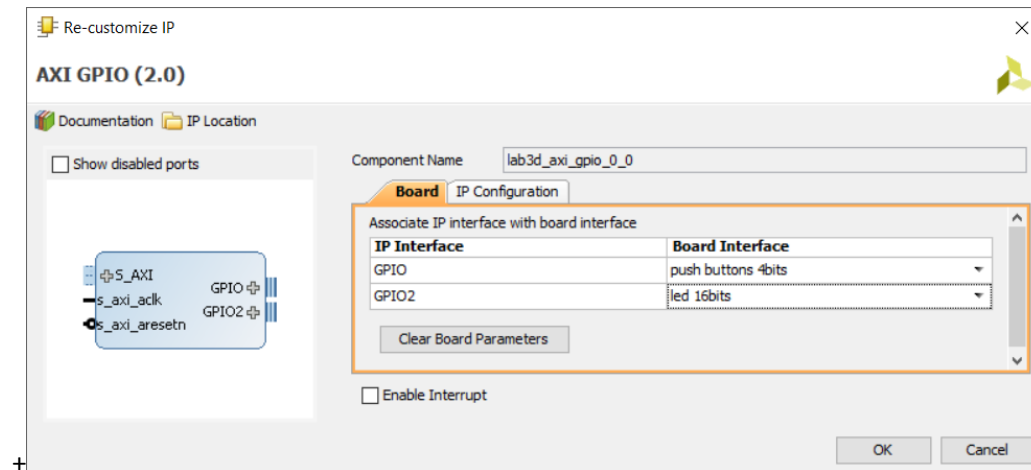 Re-customize IP
AXI GPIO (2.0)
Documentation IP Location
Show disabled ports
S_AXI
s_axi_aclk
s_axi_aresetn
GPIO
GPIO2
Component Name lab3d_axi_gpio_0_0
Board IP Configuration
Associate IP interface with board interface
IP Interface Board Interface
GPIO push buttons 4bits
GPIO2 led 16bits
Clear Board Parameters
Enable Interrupt
OK Cancel
+